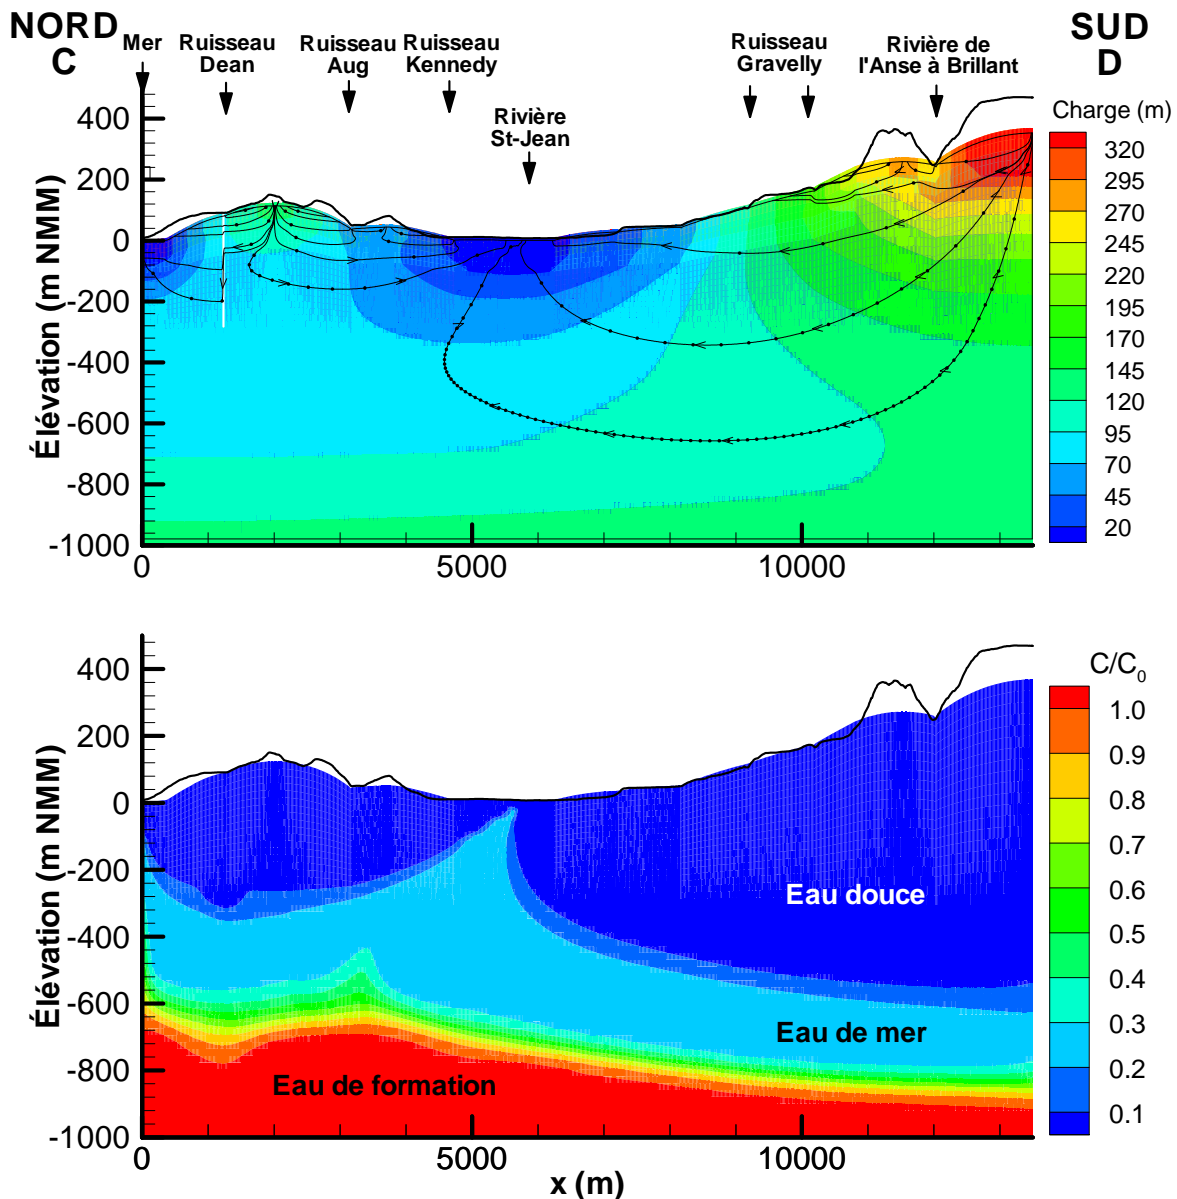 NORD
C
Mer
Ruisseau
Dean
Ruisseau
Aug
Ruisseau
Kennedy
Rivière
St-Jean
Ruisseau
Gravelly
Rivière de
l'Anse à Brillant
SUD
D
Charge (m)
320
295
270
245
220
195
170
145
120
95
70
45
20
Élévation (m NMM)
400
200
0
-200
-400
-600
-800
-1000
0
5000
10000
C/C0
1.0
0.9
0.8
0.7
0.6
0.5
0.4
0.3
0.2
0.1
Élévation (m NMM)
400
200
0
-200
-400
-600
-800
-1000
Eau douce
Eau de mer
Eau de formation
0
5000
10000
x (m)